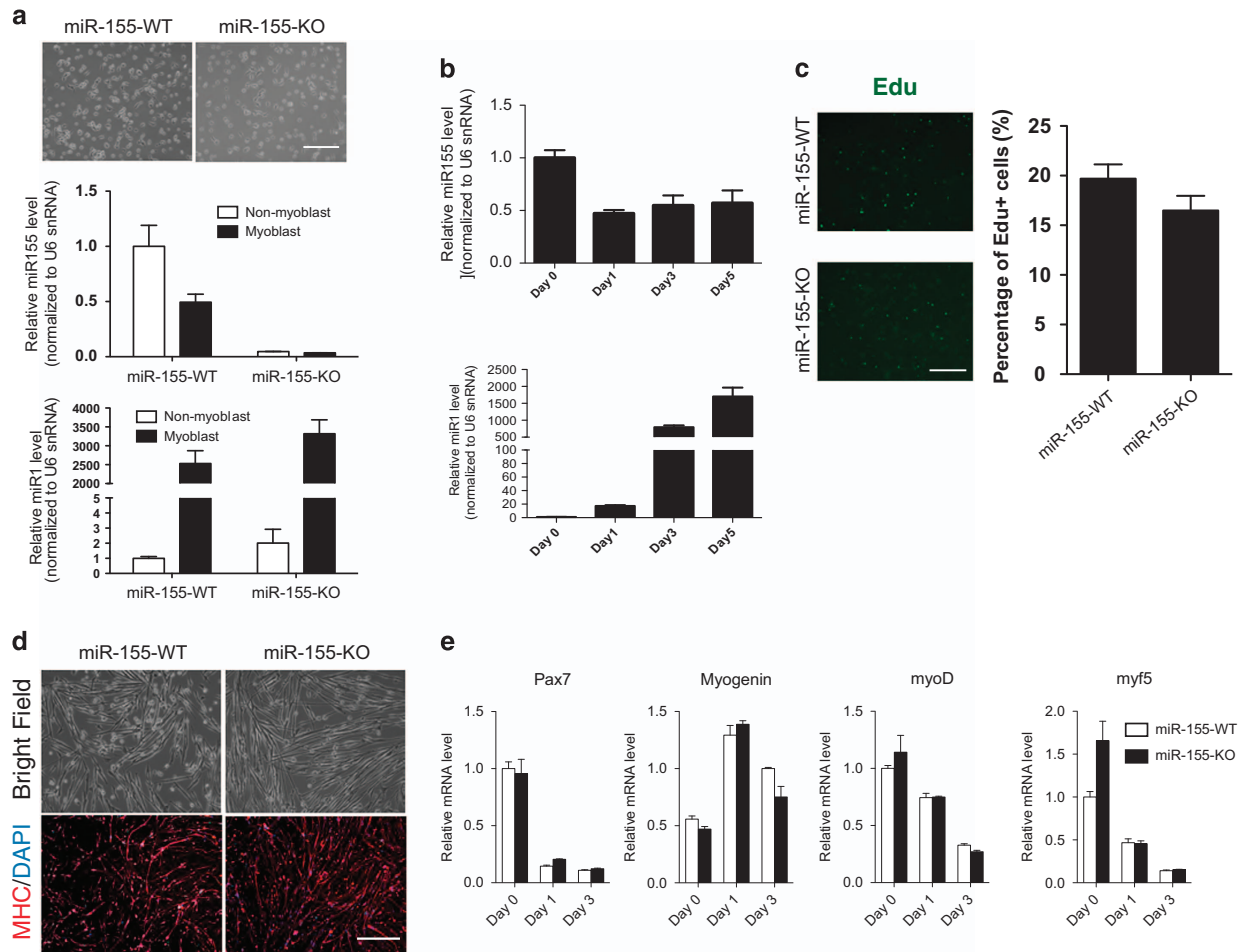 a
miR-155-WT
miR-155-KO
Relative miR155 level
(normalized to U6 snRNA)
1.5
1.0
0.5
0.0
Non-myoblast
Myoblast
miR-155-WT
miR-155-KO
Relative miR1 level
(normalized to U6 snRNA)
4000
3500
3000
2500
2000
5
4
3
2
1
0
Non-myoblast
Myoblast
miR-155-WT
miR-155-KO
b
Relative miR155 level
](normalized to U6 snRNA)
1.5
1.0
0.5
0.0
Day 0
Day1
Day3
Day5
Relative miR1 level
(normalized to U6 snRNA)
2500
2000
1500
1000
500
100
80
60
40
20
0
Day 0
Day1
Day3
Day5
c
Edu
miR-155-WT
miR-155-KO
Percentage of Edu+ cells (%)
25
20
15
10
5
0
miR-155-WT
miR-155-KO
d
miR-155-WT
miR-155-KO
Bright Field
MHC/DAPI
e
Pax7
Relative mRNA level
1.5
1.0
0.5
0.0
Day 0
Day 1
Day 3
Myogenin
Relative mRNA level
1.5
1.0
0.5
0.0
Day 0
Day 1
Day 3
myoD
Relative mRNA level
1.5
1.0
0.5
0.0
Day 0
Day 1
Day 3
myf5
Relative mRNA level
2.0
1.5
1.0
0.5
0.0
miR-155-WT
miR-155-KO
Day 0
Day 1
Day 3